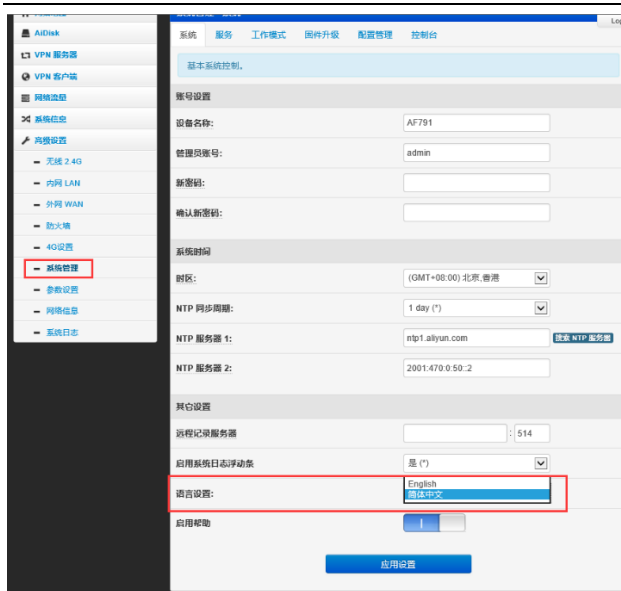 Log
AiDisk
VPN 服务器
VPN 客户端
网络流量
系统信息
高级设置
无线 2.4G
内网 LAN
外网 WAN
防火墙
4G设置
系统管理
参数设置
网络信息
系统日志
系统 服务 工作模式 固件升级 配置管理 控制台
基本系统控制。
账号设置
设备名称: AF791
管理员账号: admin
新密码:
确认新密码:
系统时间
时区: (GMT+08:00) 北京,香港
NTP 同步周期: 1 day (*)
NTP 服务器 1: ntp1.aliyun.com 搜索 NTP 服务器
NTP 服务器 2: 2001:470:0:50::2
其它设置
远程记录服务器 : 514
启用系统日志浮动条 是 (*)
语言设置: English
简体中文
启用帮助
应用设置